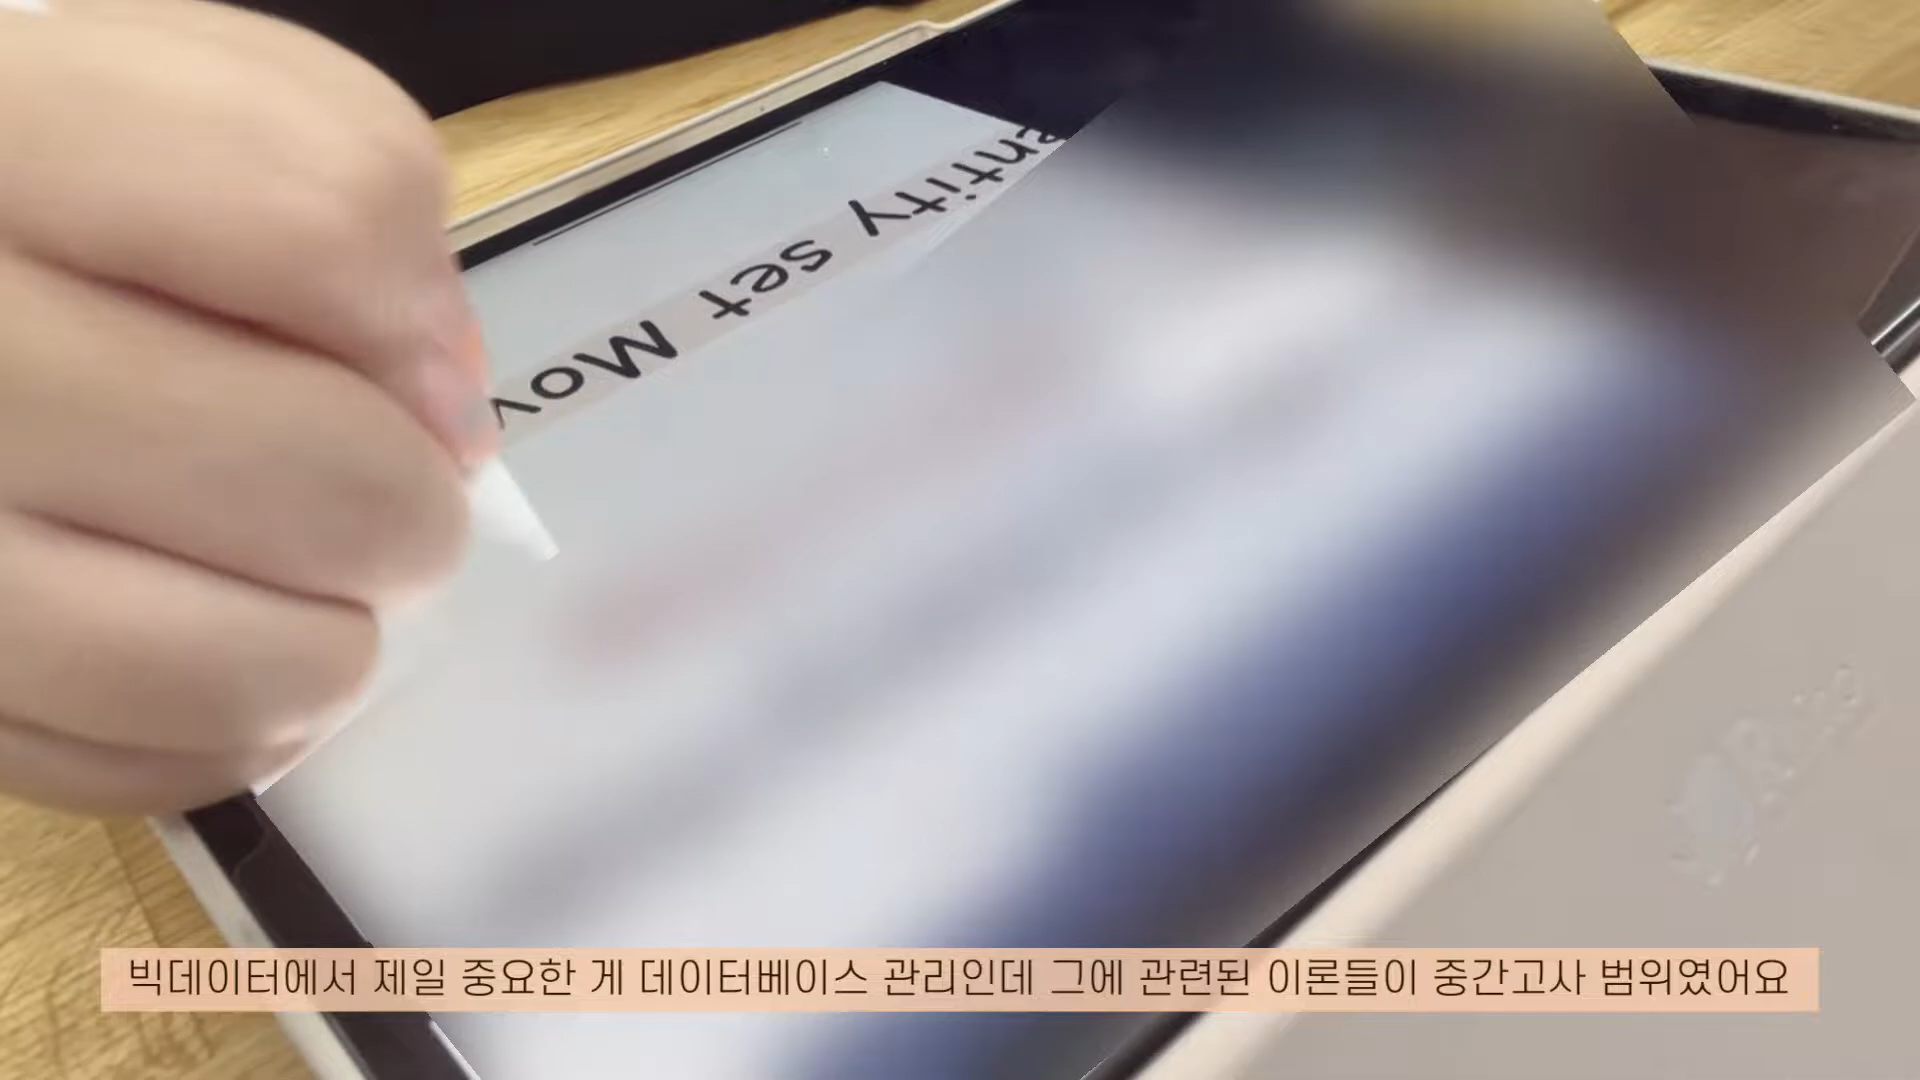 entity set Mov
빅데이터에서 제일 중요한 게 데이터베이스 관리인데 그에 관련된 이론들이 중간고사 범위였어요